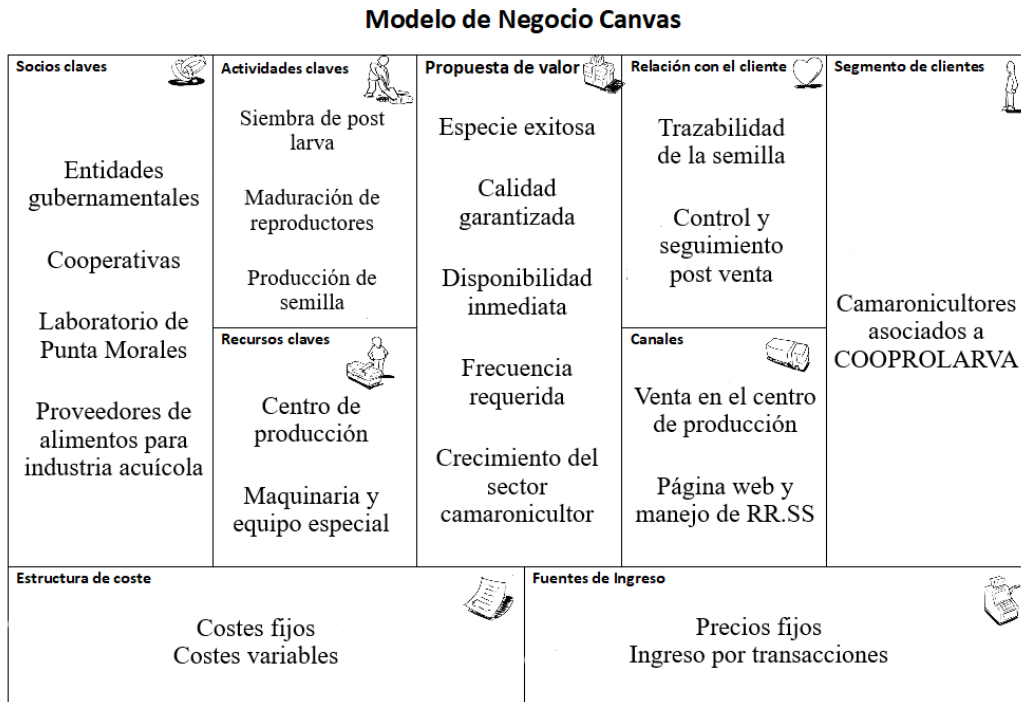 Modelo de Negocio Canvas
Socios claves
Entidades
gubernamentales
Cooperativas
Laboratorio de
Punta Morales
Proveedores de
alimentos para
industria acuícola
Actividades claves
Siembra de post
larva
Maduración de
reproductores
Producción de
semilla
Recursos claves
Centro de
producción
Maquinaria y
equipo especial
Propuesta de valor
Especie exitosa
Calidad
garantizada
Disponibilidad
inmediata
Frecuencia
requerida
Crecimiento del
sector
camaronicultor
Relación con el cliente
Trazabilidad
de la semilla
Control y
seguimiento
post venta
Canales
Venta en el centro
de producción
Página web y
manejo de RR.SS
Segmento de clientes
Camaronicultores
asociados a
COOPROLARVA
Estructura de coste
Costes fijos
Costes variables
Fuentes de Ingreso
Precios fijos
Ingreso por transacciones